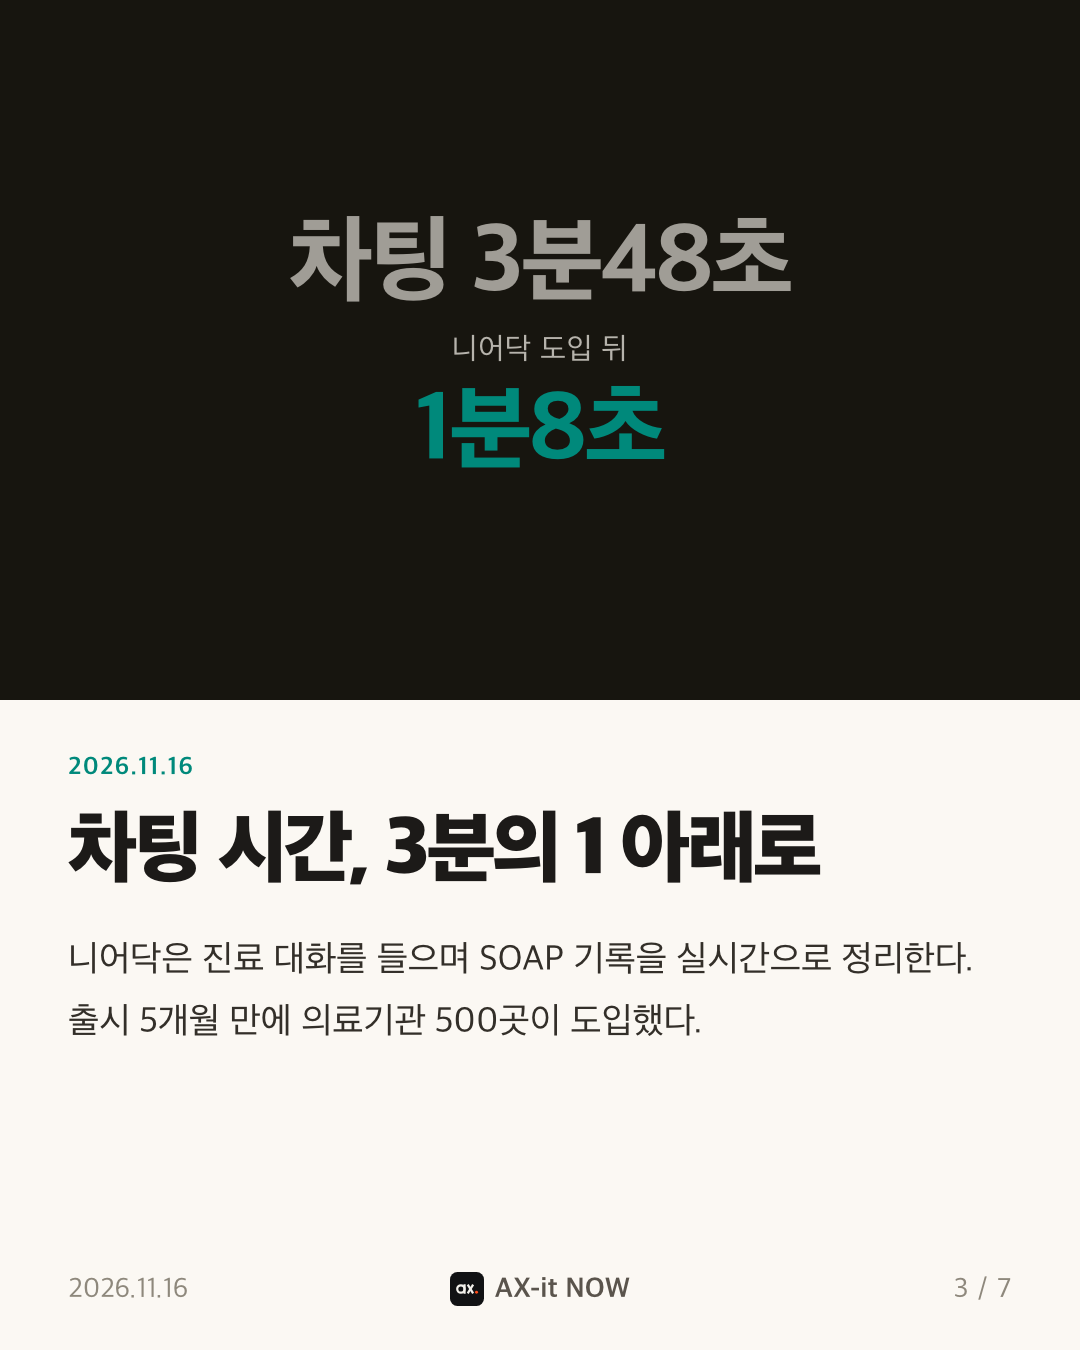 차팅 3분48초
니어닥 도입 뒤
1분8초
2026.11.16
차팅 시간, 3분의 1 아래로
니어닥은 진료 대화를 들으며 SOAP 기록을 실시간으로 정리한다.
출시 5개월 만에 의료기관 500곳이 도입했다.
2026.11.16
ax. AX-it NOW
3 / 7